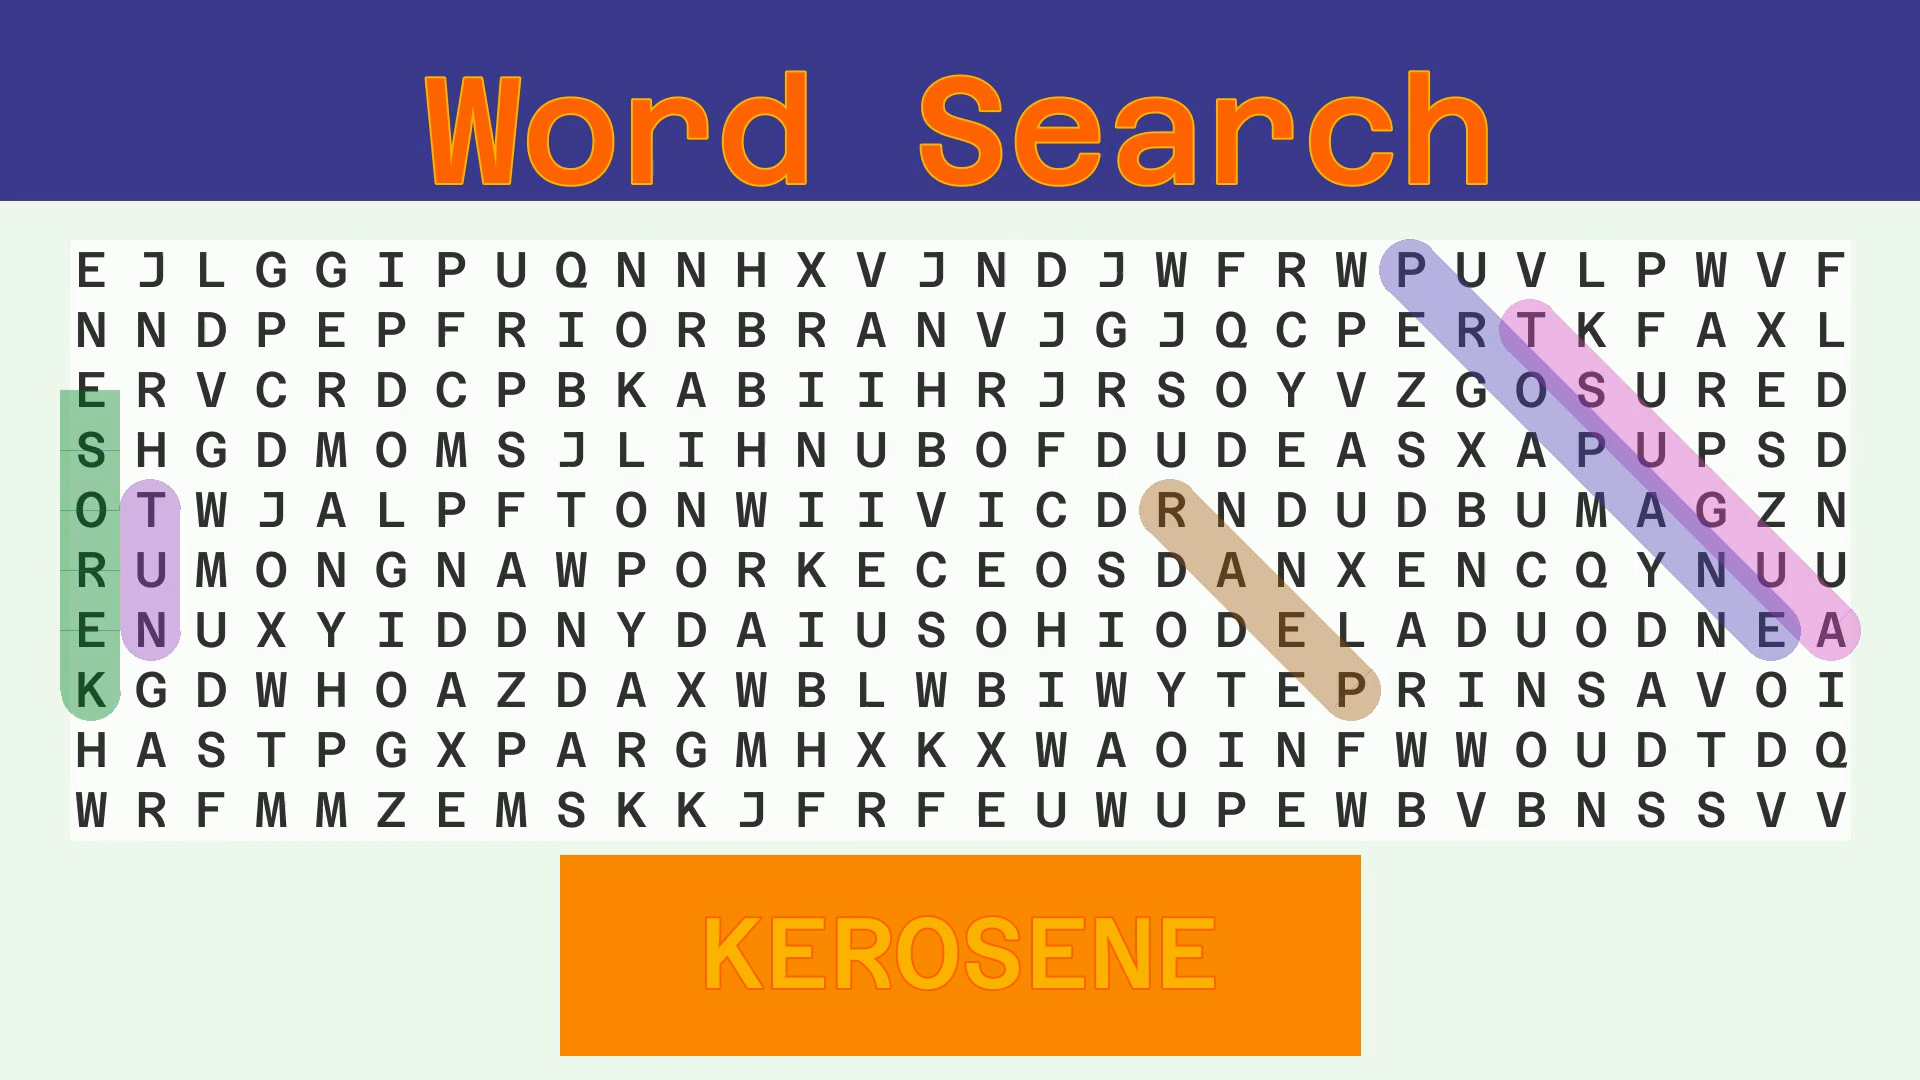 Word Search
E J L G G I P U Q N N H X V J N D J W F R W P U V L P W V F
N N D P E P F R I O R B R A N V J G J Q C P E R T K F A X L
E R V C R D C P B K A B I I H R J R S O Y V Z G O S U R E D
S H G D M O M S J L I H N U B O F D U D E A S X A P U P S D
O T W J A L P F T O N W I I V I C D R N D U D B U M A G Z N
R U M O N G N A W P O R K E C E O S D A N X E N C Q Y N U U
E N U X Y I D D N Y D A I U S O H I O D E L A D U O D N E A
K G D W H O A Z D A X W B L W B I W Y T E P R I N S A V O I
H A S T P G X P A R G M H X K X W A O I N F W W O U D T D Q
W R F M M Z E M S K K J F R F E U W U P E W B V B N S S V V
KEROSENE